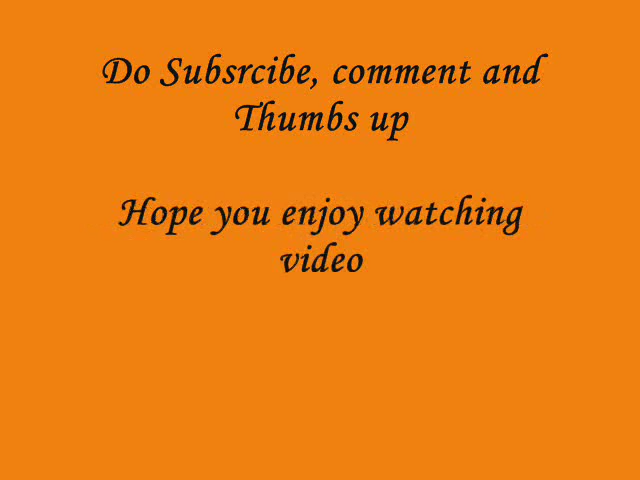 Do Subsrcibe, comment and
Thumbs up
Hope you enjoy watching
video